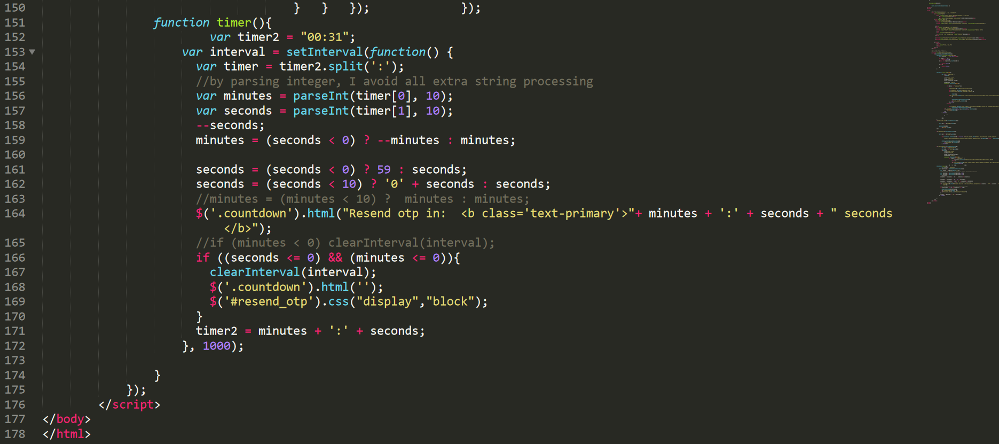 150 } } }); });
151 function timer(){
152 var timer2 = "00:31";
153 var interval = setInterval(function() {
154 var timer = timer2.split(':');
155 //by parsing integer, I avoid all extra string processing
156 var minutes = parseInt(timer[0], 10);
157 var seconds = parseInt(timer[1], 10);
158 --seconds;
159 minutes = (seconds < 0) ? --minutes : minutes;
160
161 seconds = (seconds < 0) ? 59 : seconds;
162 seconds = (seconds < 10) ? '0' + seconds : seconds;
163 //minutes = (minutes < 10) ?  minutes : minutes;
164 $('.countdown').html("Resend otp in:  <b class='text-primary'>"+ minutes + ':' + seconds + " seconds
</b>");
165 //if (minutes < 0) clearInterval(interval);
166 if ((seconds <= 0) && (minutes <= 0)){
167 clearInterval(interval);
168 $('.countdown').html('');
169 $('#resend_otp').css("display","block");
170 }
171 timer2 = minutes + ':' + seconds;
172 }, 1000);
173
174 }
175 });
176 </script>
177 </body>
178 </html>